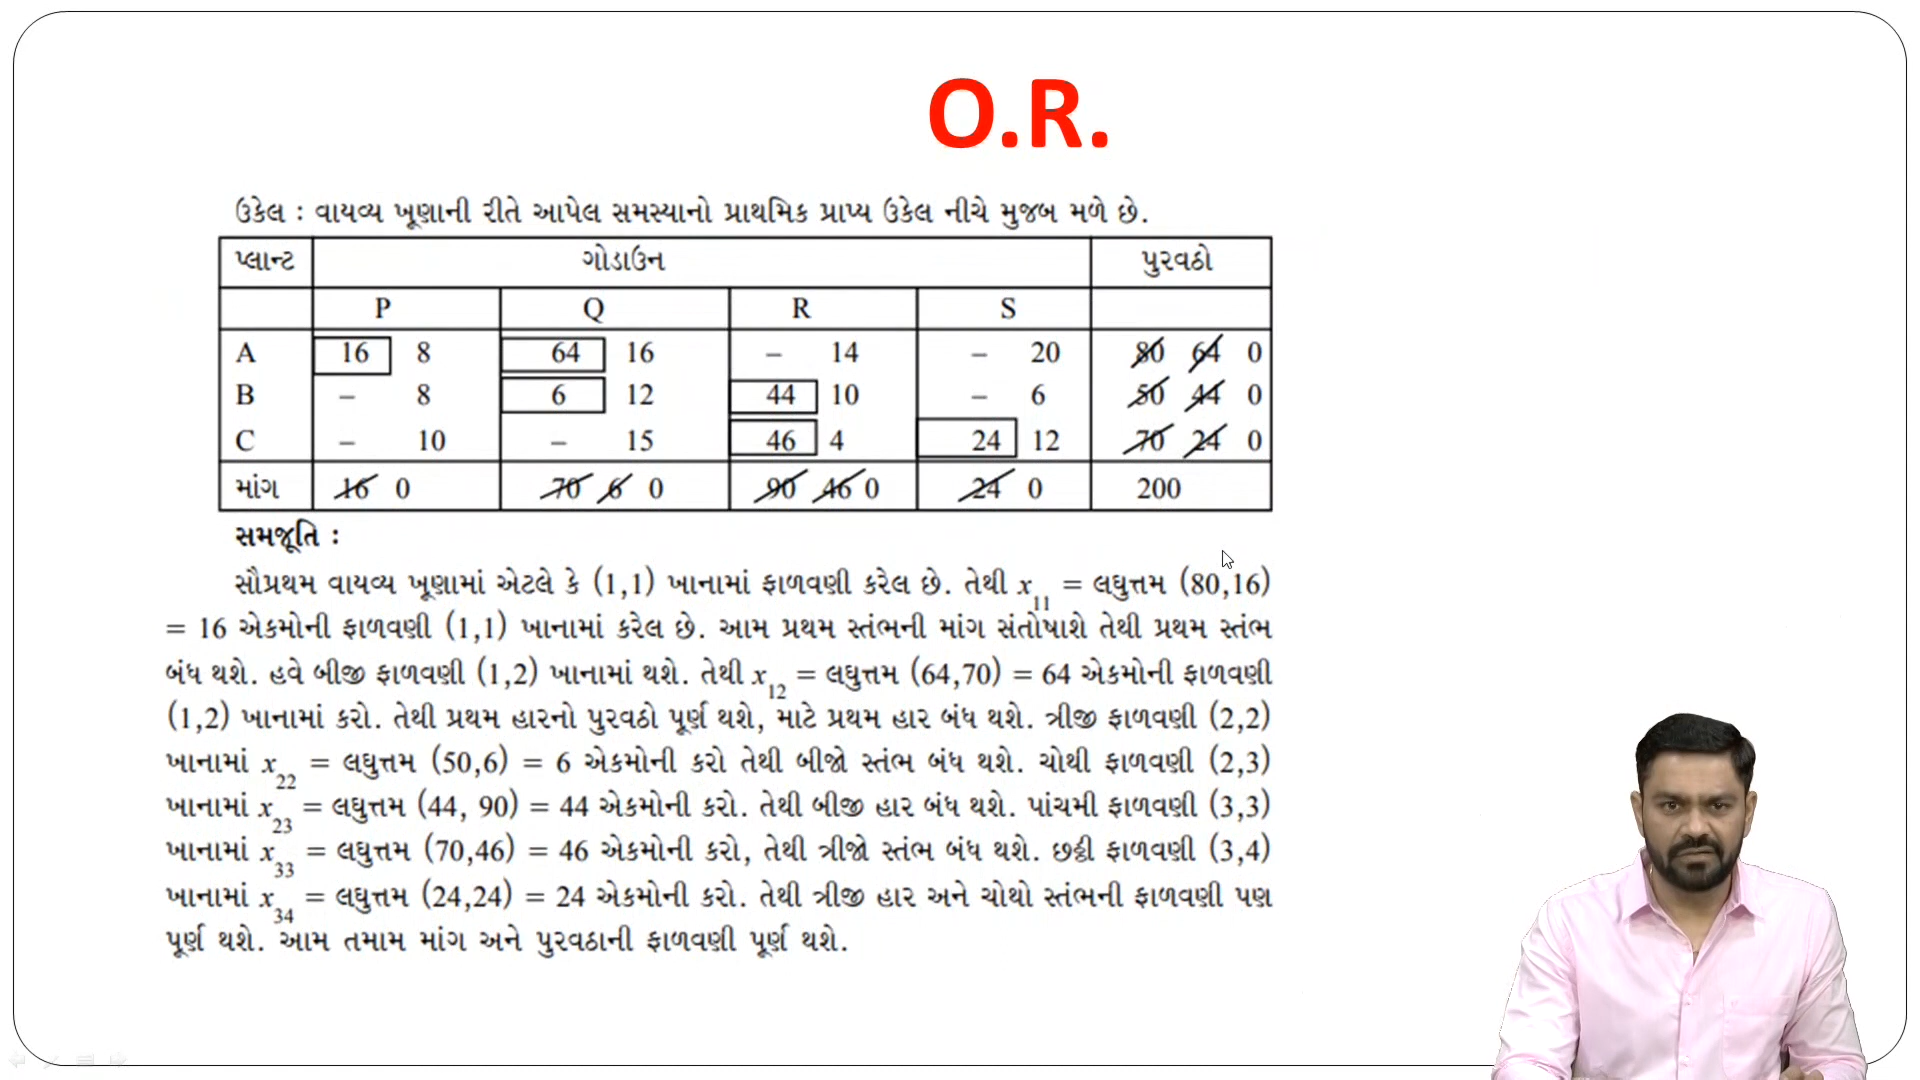 O.R.
ઉકેલ : વાયવ્ય ખૂણાની રીતે આપેલ સમસ્યાનો પ્રાથમિક પ્રાપ્ય ઉકેલ નીચે મુજબ મળે છે.
પ્લાન્ટ ગોડાઉન પુરવઠો
P Q R S
A 16 8 64 16 – 14 – 20 80 64 0
B – 8 6 12 44 10 – 6 50 44 0
C – 10 – 15 46 4 24 12 70 24 0
માંગ 16 0 70 6 0 90 46 0 24 0 200
સમજૂતિ :
સૌપ્રથમ વાયવ્ય ખૂણામાં એટલે કે (1,1) ખાનામાં ફાળવણી કરેલ છે. તેથી x₁₁ = લઘુત્તમ (80,16)
= 16 એકમોની ફાળવણી (1,1) ખાનામાં કરેલ છે. આમ પ્રથમ સ્તંભની માંગ સંતોષાશે તેથી પ્રથમ સ્તંભ
બંધ થશે. હવે બીજી ફાળવણી (1,2) ખાનામાં થશે. તેથી x₁₂ = લઘુત્તમ (64,70) = 64 એકમોની ફાળવણી
(1,2) ખાનામાં કરો. તેથી પ્રથમ હારનો પુરવઠો પૂર્ણ થશે, માટે પ્રથમ હાર બંધ થશે. ત્રીજી ફાળવણી (2,2)
ખાનામાં x₂₂ = લઘુત્તમ (50,6) = 6 એકમોની કરો તેથી બીજો સ્તંભ બંધ થશે. ચોથી ફાળવણી (2,3)
ખાનામાં x₂₃ = લઘુત્તમ (44, 90) = 44 એકમોની કરો. તેથી બીજી હાર બંધ થશે. પાંચમી ફાળવણી (3,3)
ખાનામાં x₃₃ = લઘુત્તમ (70,46) = 46 એકમોની કરો, તેથી ત્રીજો સ્તંભ બંધ થશે. છઠ્ઠી ફાળવણી (3,4)
ખાનામાં x₃₄ = લઘુત્તમ (24,24) = 24 એકમોની કરો. તેથી ત્રીજી હાર અને ચોથો સ્તંભની ફાળવણી પણ
પૂર્ણ થશે. આમ તમામ માંગ અને પુરવઠાની ફાળવણી પૂર્ણ થશે.